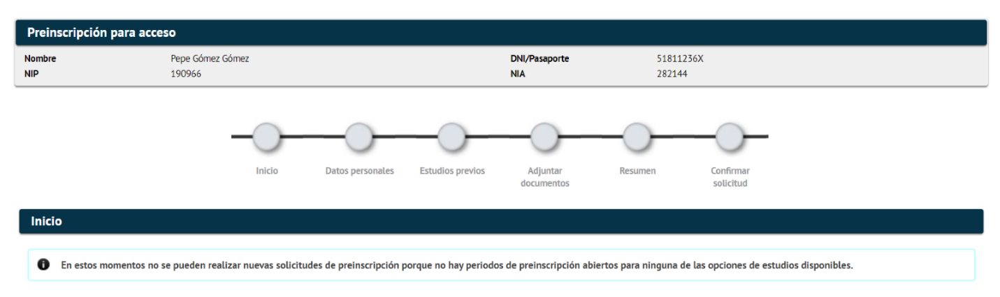 Preinscripción para acceso
Nombre Pepe Gómez Gómez DNI/Pasaporte 51811236X
NIP 190966 NIA 282144
Inicio Datos personales Estudios previos Adjuntar documentos Resumen Confirmar solicitud
Inicio
En estos momentos no se pueden realizar nuevas solicitudes de preinscripción porque no hay periodos de preinscripción abiertos para ninguna de las opciones de estudios disponibles.